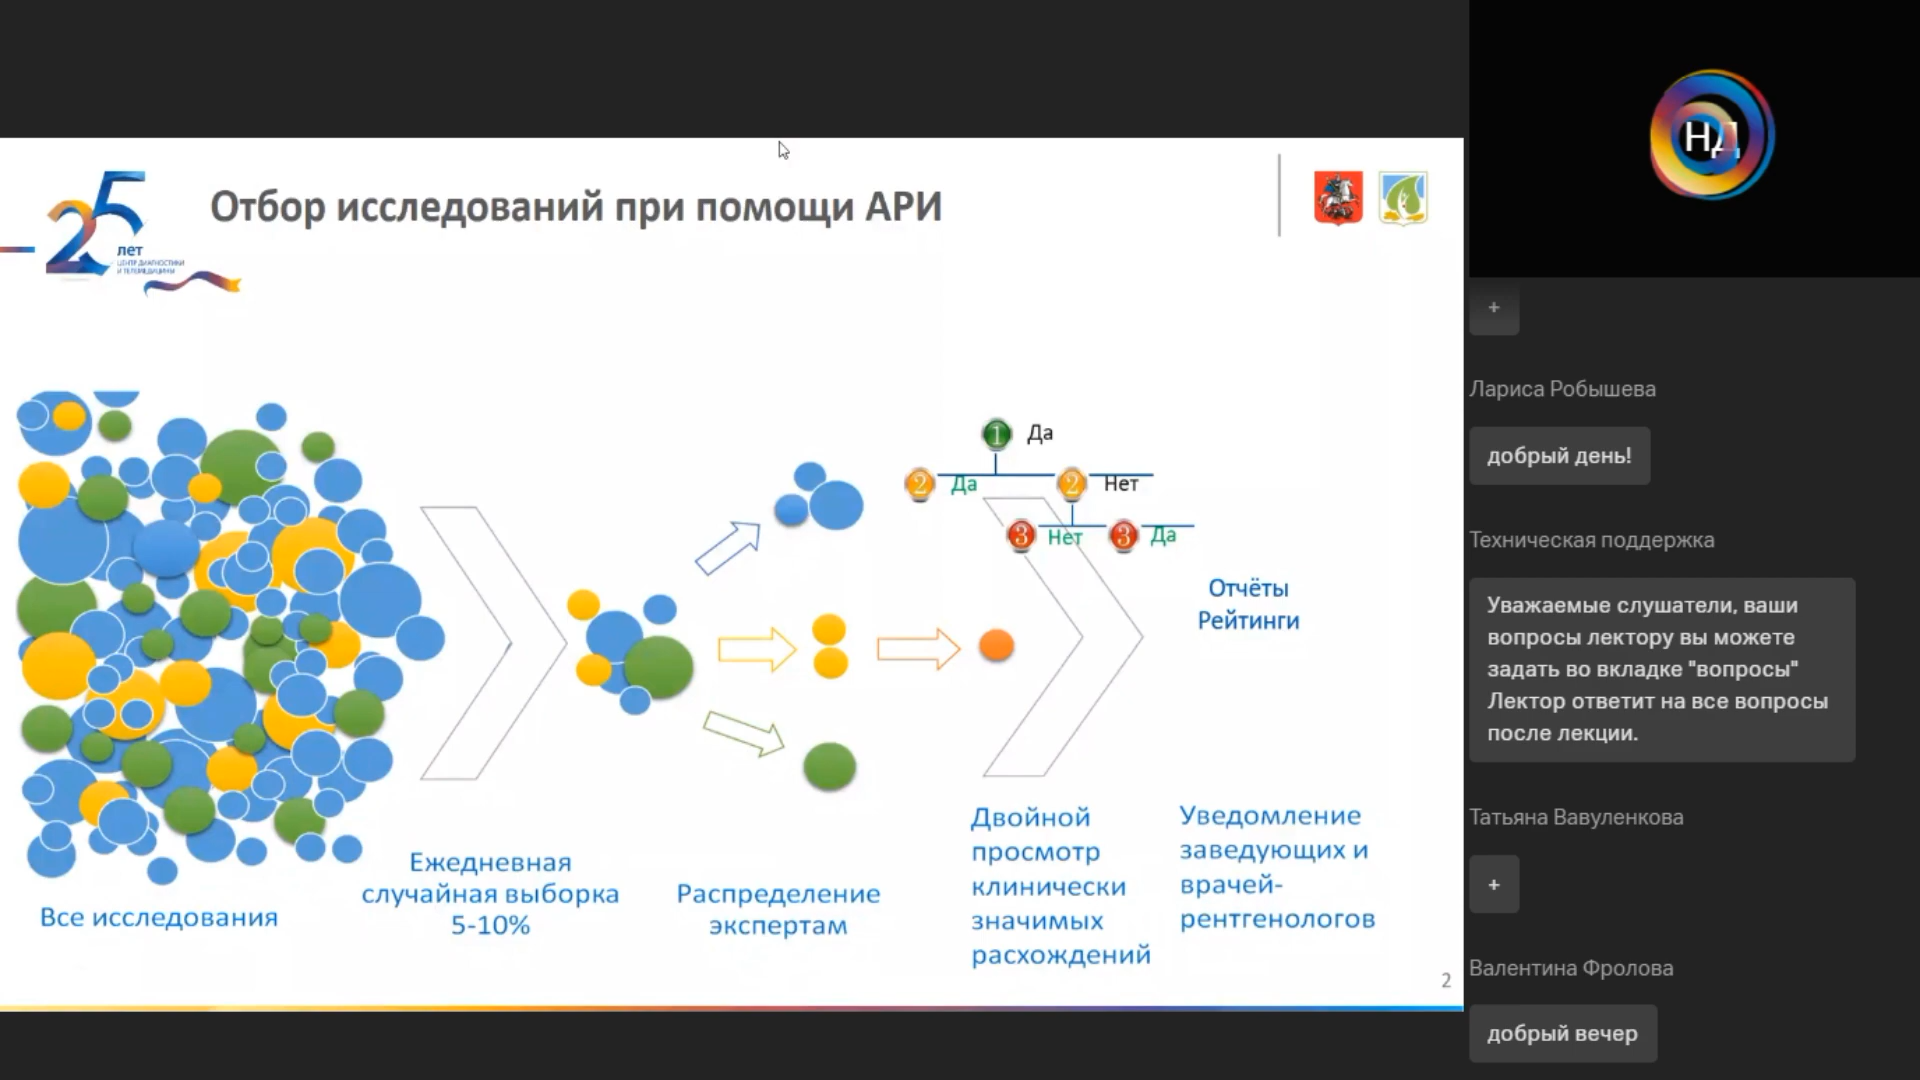 25
лет
ЦЕНТР ДИАГНОСТИКИ
И ТЕЛЕМЕДИЦИНЫ
Отбор исследований при помощи АРИ
1 Да
2 Да 2 Нет
3 Нет 3 Да
Отчёты
Рейтинги
Все исследования
Ежедневная
случайная выборка
5-10%
Распределение
экспертам
Двойной
просмотр
клинически
значимых
расхождений
Уведомление
заведующих и
врачей-
рентгенологов
2
НД
+
Лариса Робышева
добрый день!
Техническая поддержка
Уважаемые слушатели, ваши
вопросы лектору вы можете
задать во вкладке "вопросы"
Лектор ответит на все вопросы
после лекции.
Татьяна Вавуленкова
+
Валентина Фролова
добрый вечер